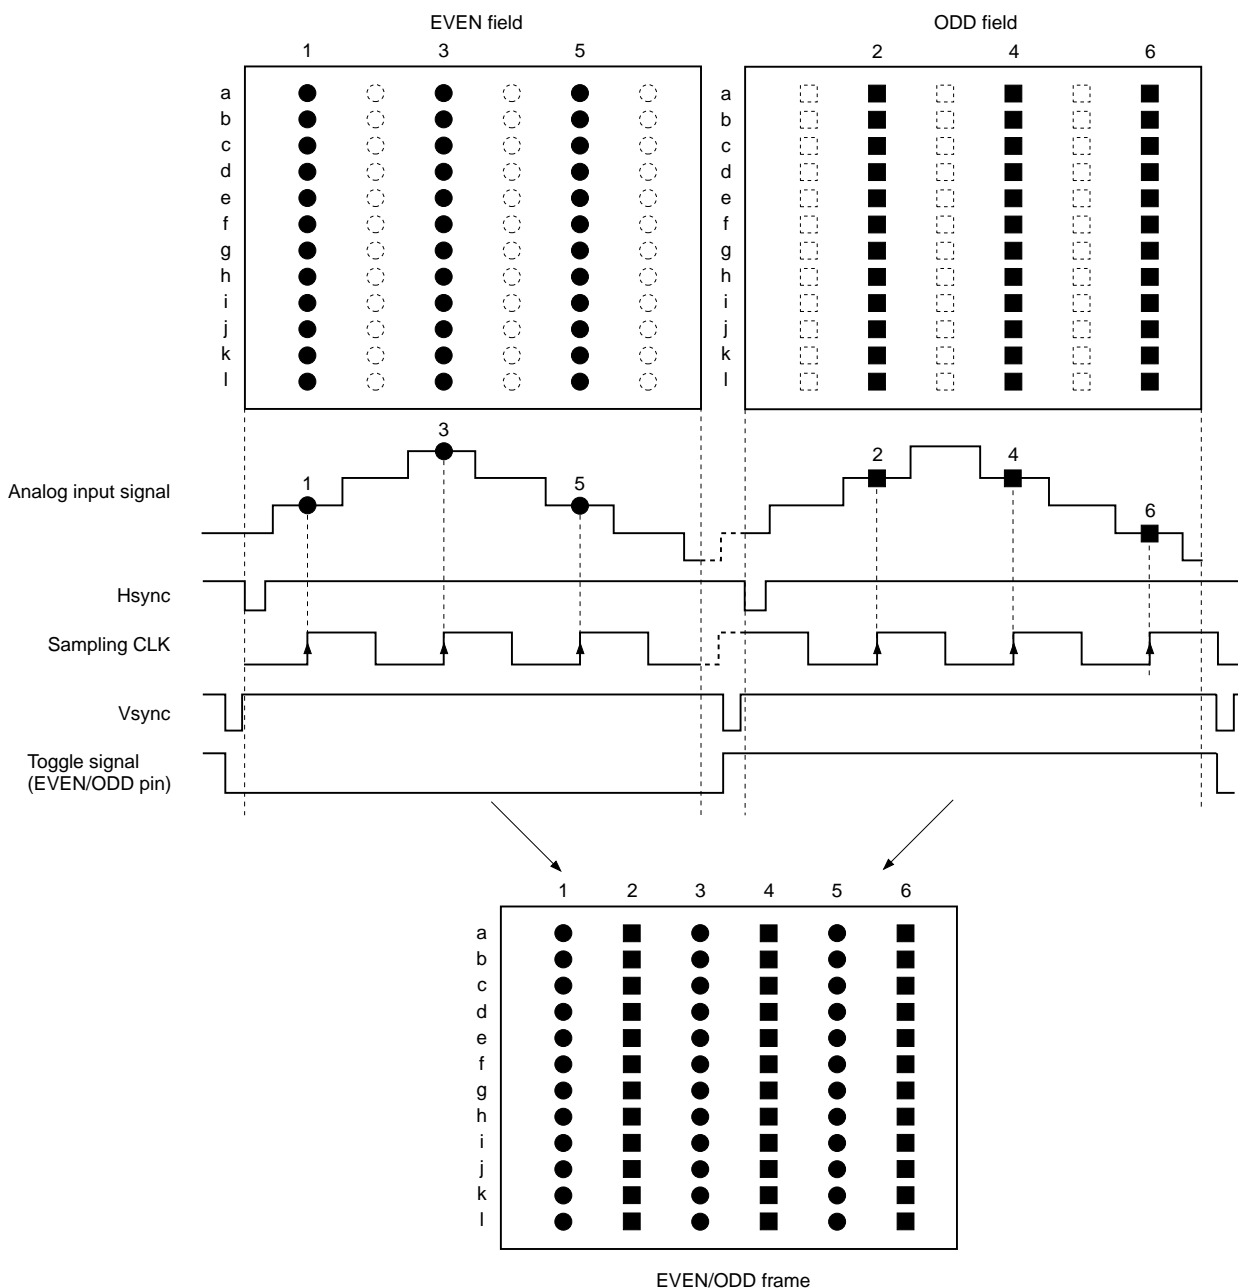 EVEN field
ODD field
1 3 5
2 4 6
a
b
c
d
e
f
g
h
i
j
k
l
a
b
c
d
e
f
g
h
i
j
k
l
Analog input signal
1
3
5
2
4
6
Hsync
Sampling CLK
Vsync
Toggle signal
(EVEN/ODD pin)
1 2 3 4 5 6
a
b
c
d
e
f
g
h
i
j
k
l
EVEN/ODD frame